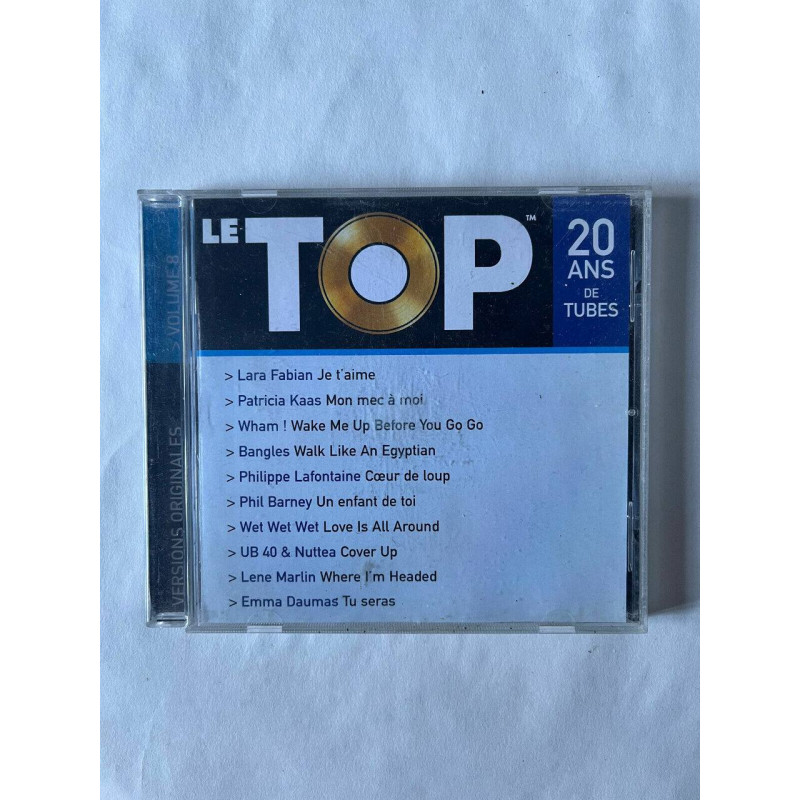 LE TOP™
20
ANS
DE
TUBES
> Lara Fabian Je t'aime
> Patricia Kaas Mon mec à moi
> Wham ! Wake Me Up Before You Go Go
> Bangles Walk Like An Egyptian
> Philippe Lafontaine Cœur de loup
> Phil Barney Un enfant de toi
> Wet Wet Wet Love Is All Around
> UB 40 & Nuttea Cover Up
> Lene Marlin Where I'm Headed
> Emma Daumas Tu seras
VERSIONS ORIGINALES > VOLUME 8